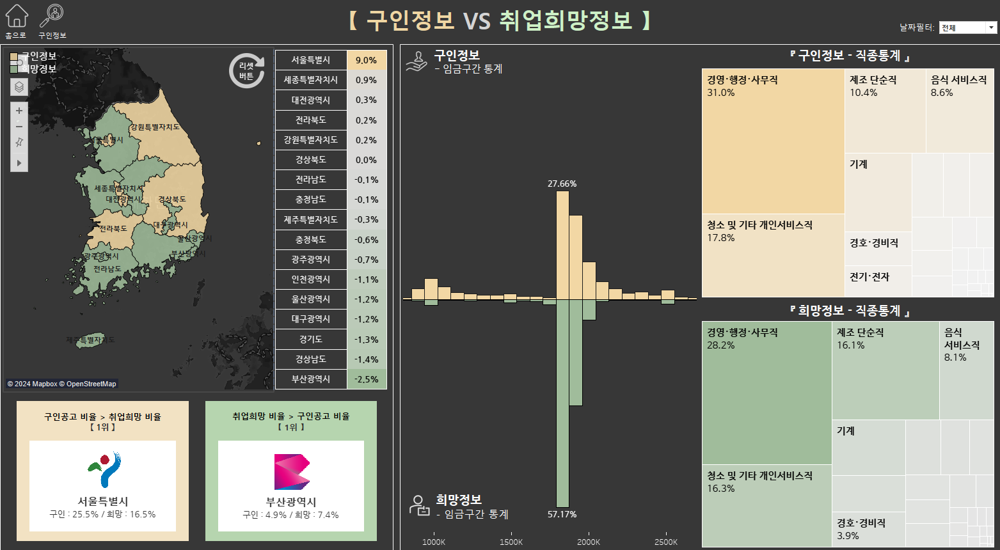 【 구인정보 VS 취업희망정보 】
홈으로
구인정보
날짜필터: 전체
구인정보
희망정보
리셋
버튼
강원특별자치도
서울특별시
세종특별자치시
대전광역시
경상북도
전라북도
대구광역시
울산광역시
부산광역시
광주광역시
전라남도
제주특별자치도
© 2024 Mapbox © OpenStreetMap
서울특별시 9.0%
세종특별자치시 0.9%
대전광역시 0.3%
전라북도 0.2%
강원특별자치도 0.2%
경상북도 0.0%
전라남도 -0.1%
충청남도 -0.1%
제주특별자치도 -0.3%
충청북도 -0.6%
광주광역시 -0.7%
인천광역시 -1.1%
울산광역시 -1.2%
대구광역시 -1.2%
경기도 -1.3%
경상남도 -1.4%
부산광역시 -2.5%
구인공고 비율 > 취업희망 비율
【 1위 】
서울특별시
구인 : 25.5% / 희망 : 16.5%
취업희망 비율 > 구인공고 비율
【 1위 】
부산광역시
구인 : 4.9% / 희망 : 7.4%
구인정보
- 임금구간 통계
27.66%
57.17%
희망정보
- 임금구간 통계
1000K 1500K 2000K 2500K
『 구인정보 - 직종통계 』
경영·행정·사무직
31.0%
청소 및 기타 개인서비스직
17.8%
제조 단순직
10.4%
음식 서비스직
8.6%
기계
경호·경비직
전기·전자
『 희망정보 - 직종통계 』
경영·행정·사무직
28.2%
청소 및 기타 개인서비스직
16.3%
제조 단순직
16.1%
음식
서비스직
8.1%
기계
경호·경비직
3.9%